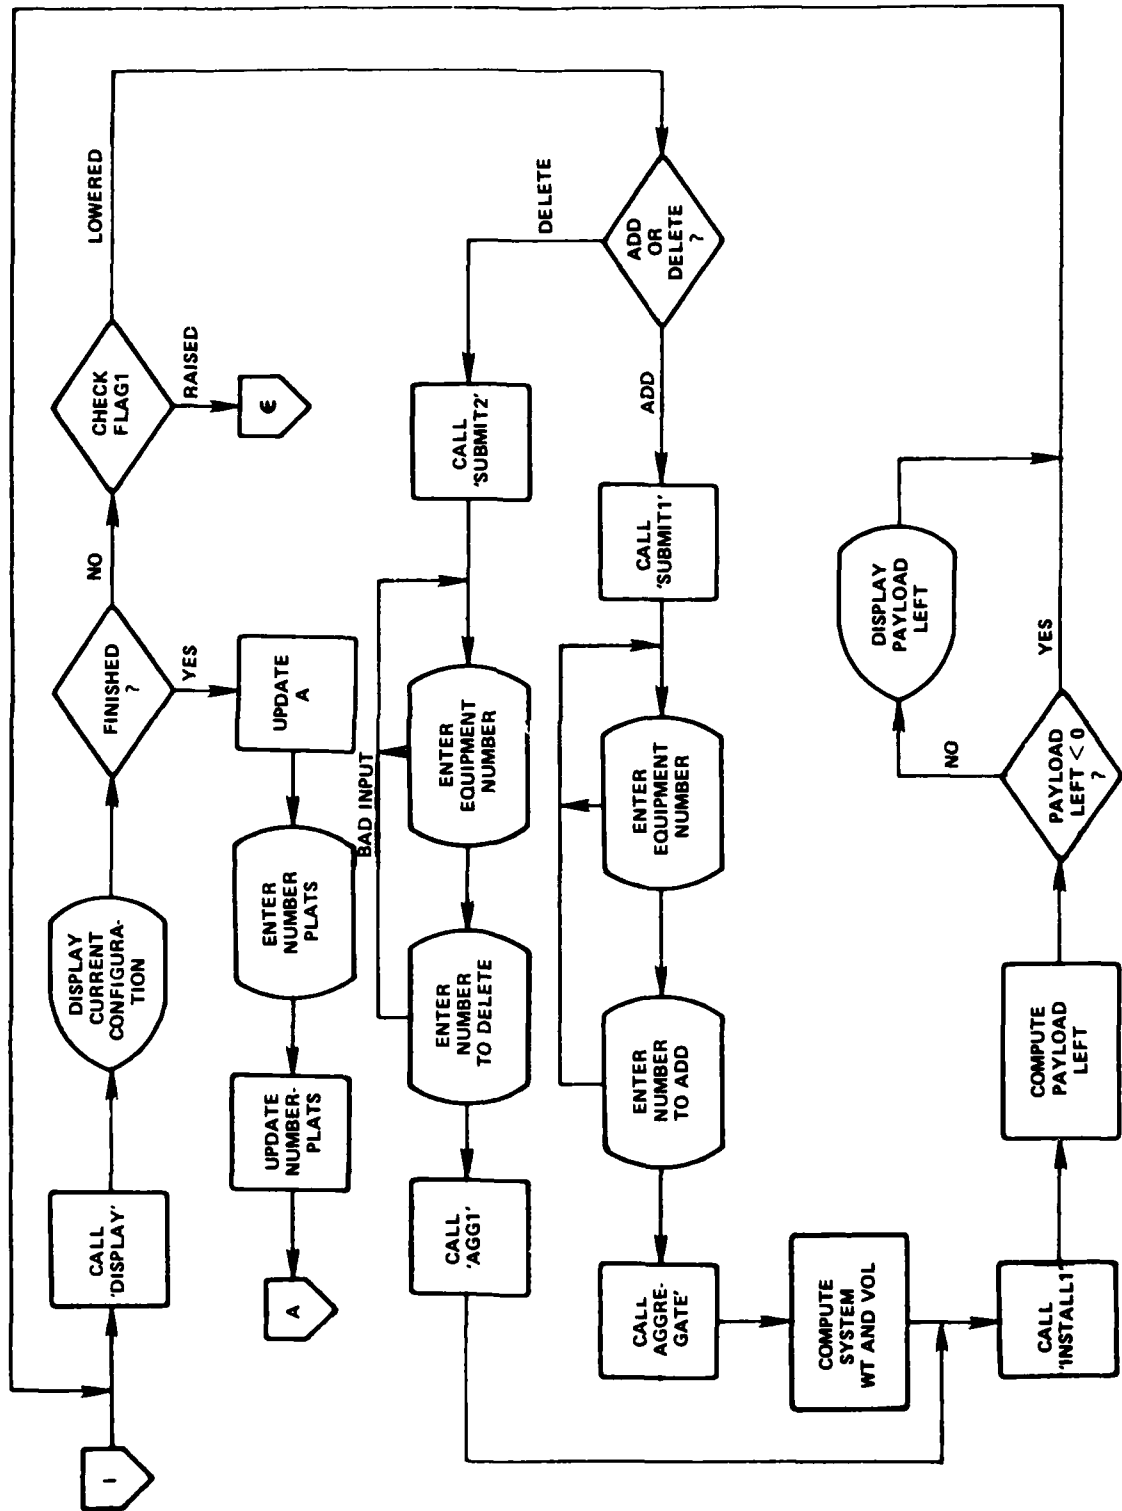 I
CALL
'DISPLAY'
DISPLAY
CURRENT
CONFIGURA-
TION
FINISHED
?
NO
CHECK
FLAG1
LOWERED
YES
RAISED
UPDATE
A
ENTER
NUMBER
PLATS
UPDATE
NUMBER-
PLATS
A
ADD
OR
DELETE
?
DELETE
CALL
'SUBMIT2'
BAD INPUT
ENTER
EQUIPMENT
NUMBER
ENTER
NUMBER
TO DELETE
CALL
'AGG1'
ADD
CALL
'SUBMIT1'
ENTER
EQUIPMENT
NUMBER
ENTER
NUMBER
TO ADD
CALL
AGGRE-
GATE'
COMPUTE
SYSTEM
WT AND VOL
CALL
'INSTALL1'
COMPUTE
PAYLOAD
LEFT
PAYLOAD
LEFT < 0
?
NO
YES
DISPLAY
PAYLOAD
LEFT